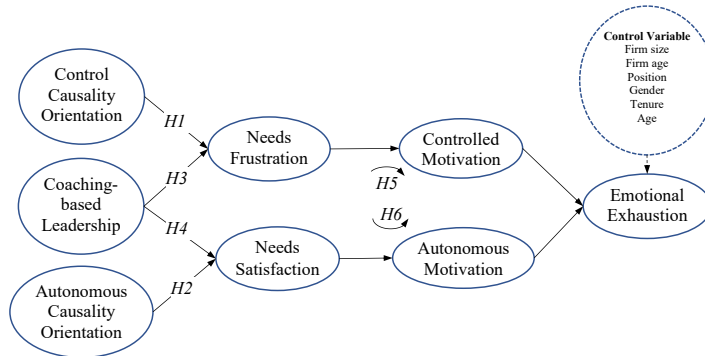 Control Variable
Firm size
Firm age
Position
Gender
Tenure
Age
Control
Causality
Orientation
H1
Needs
Frustration
Controlled
Motivation
H3
H5
Coaching-
based
Leadership
Emotional
Exhaustion
H4
H6
Needs
Satisfaction
Autonomous
Motivation
H2
Autonomous
Causality
Orientation